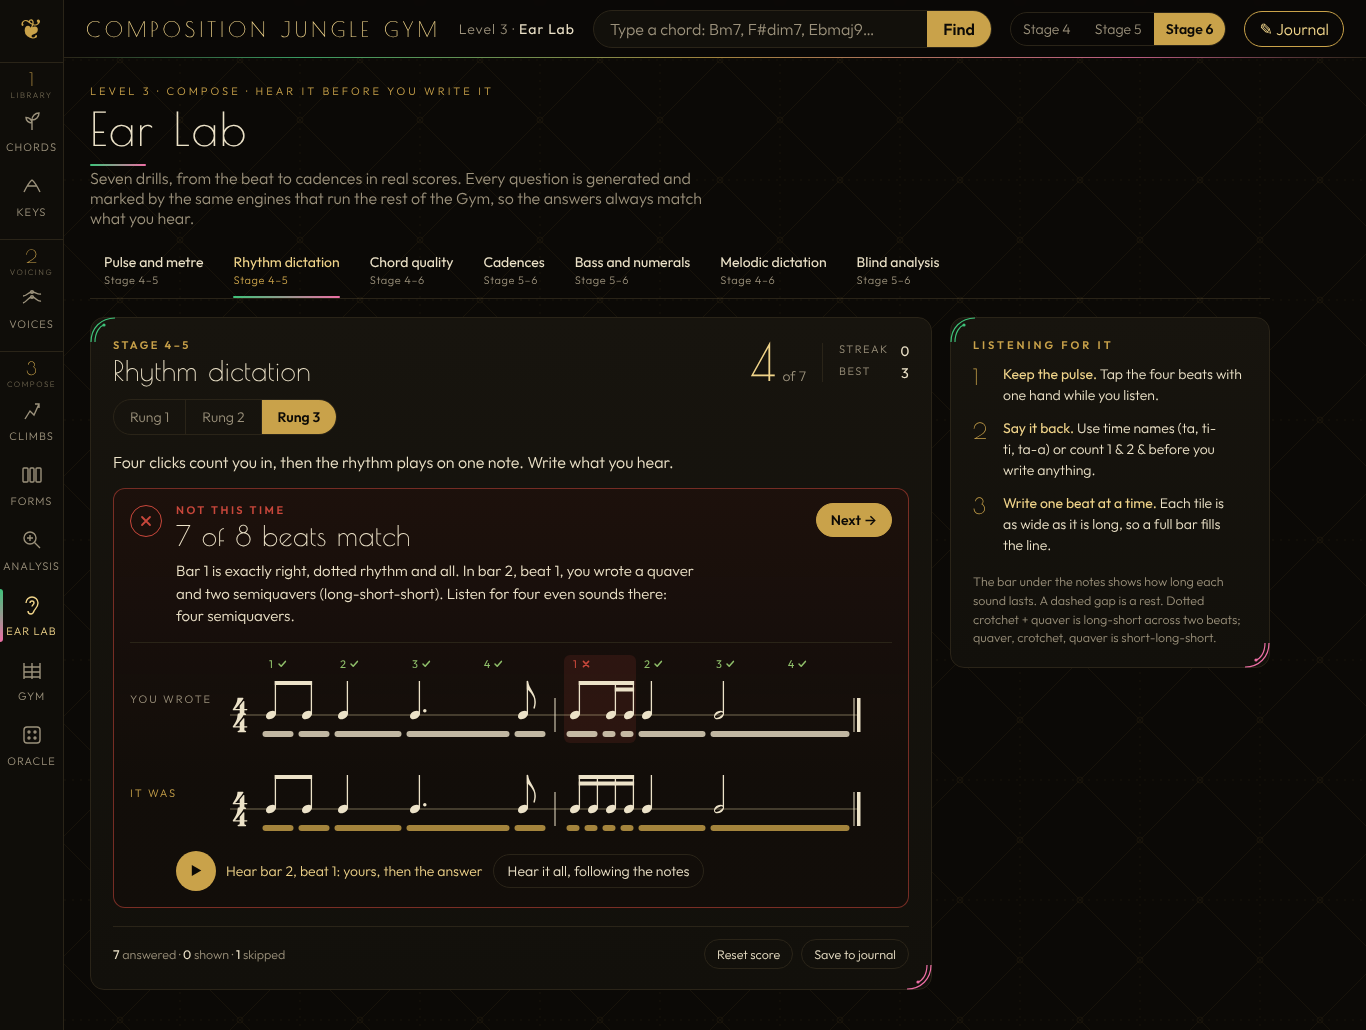 COMPOSITION JUNGLE GYM
Level 3 · Ear Lab
Type a chord: Bm7, F#dim7, Ebmaj9...
Find
Stage 4
Stage 5
Stage 6
✎ Journal
1
LIBRARY
CHORDS
KEYS
2
VOICING
VOICES
3
COMPOSE
CLIMBS
FORMS
ANALYSIS
EAR LAB
GYM
ORACLE
LEVEL 3 · COMPOSE · HEAR IT BEFORE YOU WRITE IT
Ear Lab
Seven drills, from the beat to cadences in real scores. Every question is generated and
marked by the same engines that run the rest of the Gym, so the answers always match
what you hear.
Pulse and metre
Stage 4–5
Rhythm dictation
Stage 4–5
Chord quality
Stage 4–6
Cadences
Stage 5–6
Bass and numerals
Stage 5–6
Melodic dictation
Stage 4–6
Blind analysis
Stage 5–6
STAGE 4–5
Rhythm dictation
4 of 7
STREAK 0
BEST 3
Rung 1
Rung 2
Rung 3
Four clicks count you in, then the rhythm plays on one note. Write what you hear.
NOT THIS TIME
7 of 8 beats match
Next →
Bar 1 is exactly right, dotted rhythm and all. In bar 2, beat 1, you wrote a quaver
and two semiquavers (long-short-short). Listen for four even sounds there:
four semiquavers.
1 ✓ 2 ✓ 3 ✓ 4 ✓ 1 ✗ 2 ✓ 3 ✓ 4 ✓
YOU WROTE
4
4
IT WAS
4
4
Hear bar 2, beat 1: yours, then the answer
Hear it all, following the notes
7 answered · 0 shown · 1 skipped
Reset score
Save to journal
LISTENING FOR IT
1 Keep the pulse. Tap the four beats with
one hand while you listen.
2 Say it back. Use time names (ta, ti-
ti, ta-a) or count 1 & 2 & before you
write anything.
3 Write one beat at a time. Each tile is
as wide as it is long, so a full bar fills
the line.
The bar under the notes shows how long each
sound lasts. A dashed gap is a rest. Dotted
crotchet + quaver is long-short across two beats;
quaver, crotchet, quaver is short-long-short.